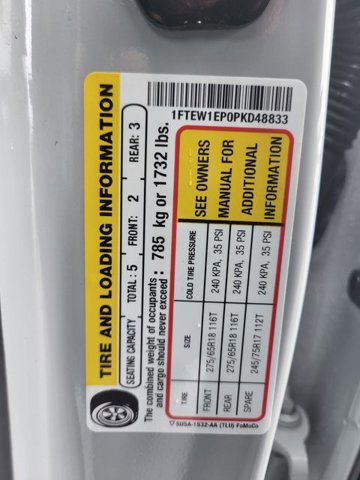 1FTEW1EP0PKD48833
TIRE AND LOADING INFORMATION
SEATING CAPACITY TOTAL: 5 FRONT: 2 REAR: 3
The combined weight of occupants
and cargo should never exceed : 785 kg or 1732 lbs.
TIRE SIZE COLD TIRE PRESSURE
FRONT 275/65R18 116T 240 KPA, 35 PSI
REAR 275/65R18 116T 240 KPA, 35 PSI
SPARE 245/75R17 112T 240 KPA, 35 PSI
SEE OWNERS
MANUAL FOR
ADDITIONAL
INFORMATION
5U5A-1532-AA (TLU) FoMoCo